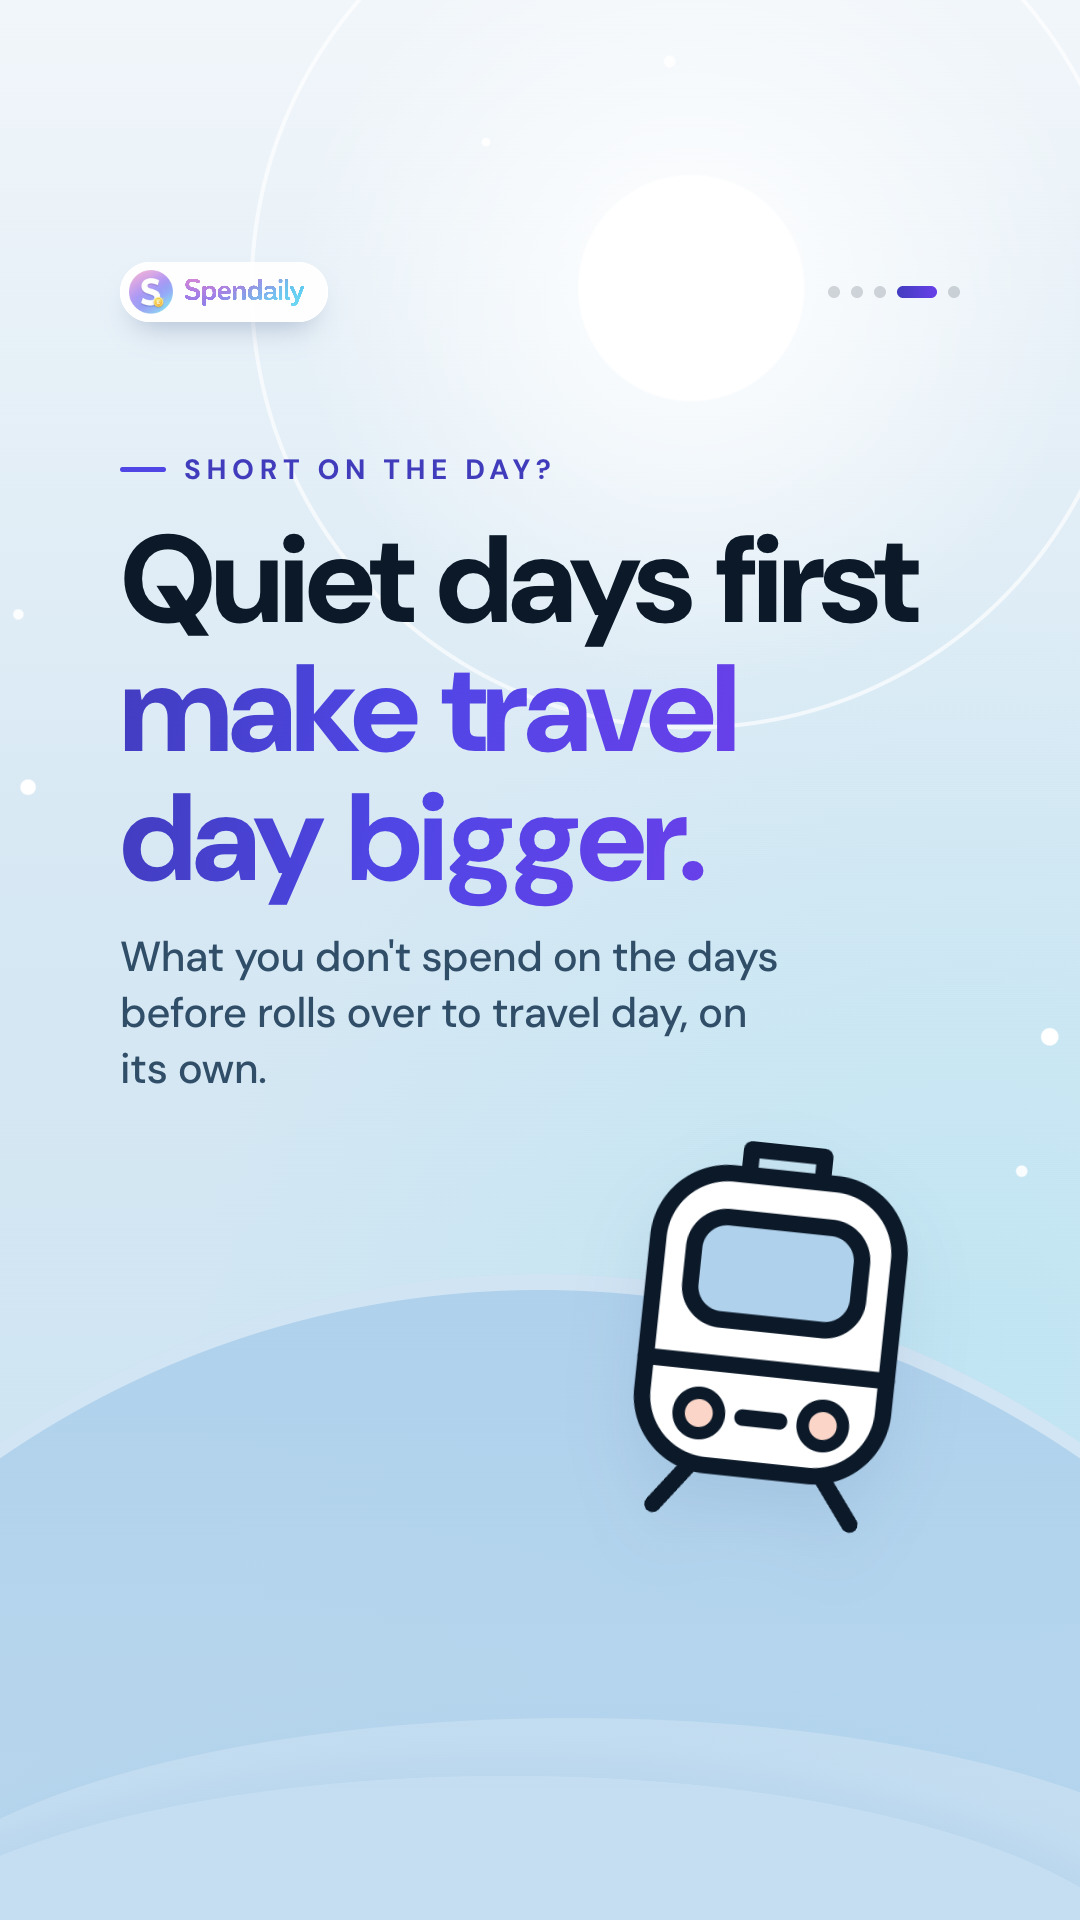 Spendaily
SHORT ON THE DAY?
Quiet days first
make travel
day bigger.
What you don't spend on the days
before rolls over to travel day, on
its own.